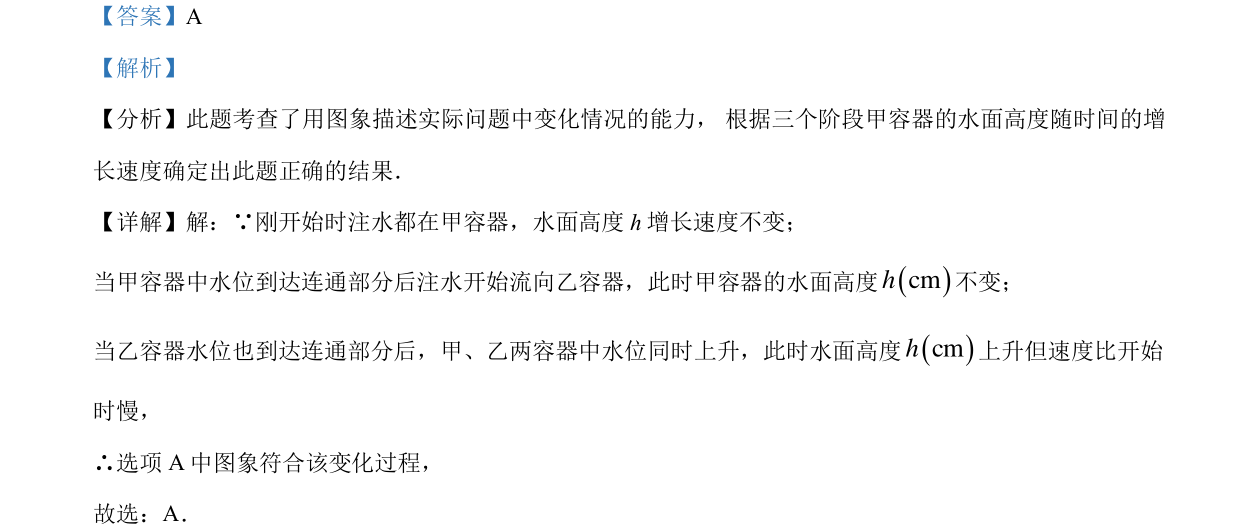 【答案】A
【解析】
【分析】此题考查了用图象描述实际问题中变化情况的能力， 根据三个阶段甲容器的水面高度随时间的增
长速度确定出此题正确的结果．
【详解】解：∵刚开始时注水都在甲容器，水面高度 h 增长速度不变；
当甲容器中水位到达连通部分后注水开始流向乙容器，此时甲容器的水面高度 h(cm) 不变；
当乙容器水位也到达连通部分后，甲、乙两容器中水位同时上升，此时水面高度 h(cm) 上升但速度比开始
时慢，
∴选项 A 中图象符合该变化过程，
故选：A．